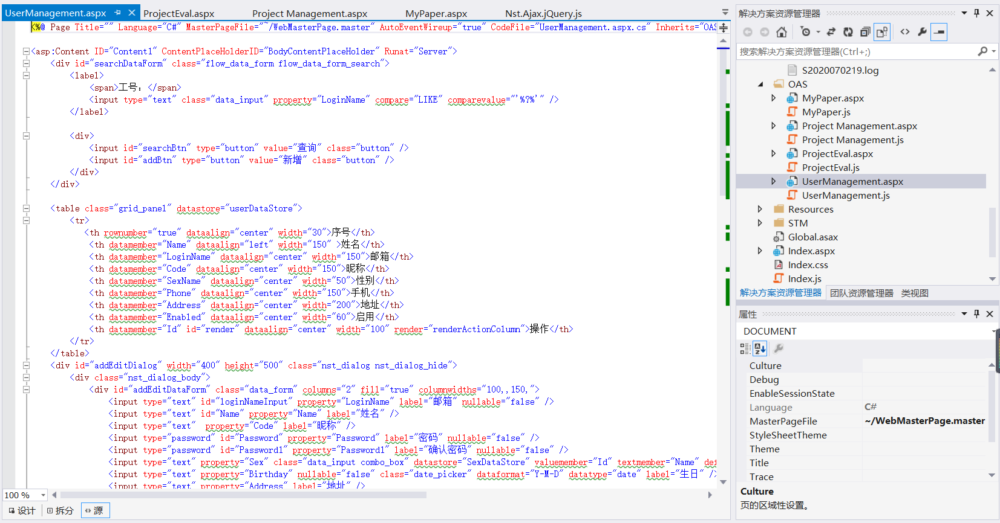 UserManagement.aspx
ProjectEval.aspx
Project Management.aspx
MyPaper.aspx
Nst.Ajax.jQuery.js
<%@ Page Title="" Language="C#" MasterPageFile="~/WebMasterPage.master" AutoEventWireup="true" CodeFile="UserManagement.aspx.cs" Inherits="OAS
<asp:Content ID="Content1" ContentPlaceHolderID="BodyContentPlaceHolder" Runat="Server">
<div id="searchDataForm" class="flow_data_form flow_data_form_search">
<label>
<span>工号：</span>
<input type="text" class="data_input" property="LoginName" compare="LIKE" comparevalue="'%?%'" />
</label>
<div>
<input id="searchBtn" type="button" value="查询" class="button" />
<input id="addBtn" type="button" value="新增" class="button" />
</div>
</div>
<table class="grid_panel" datastore="userDataStore">
<tr>
<th rownumber="true" dataalign="center" width="30">序号</th>
<th datamember="Name" dataalign="left" width="150" >姓名</th>
<th datamember="LoginName" dataalign="center" width="150">邮箱</th>
<th datamember="Code" dataalign="center" width="150">昵称</th>
<th datamember="SexName" dataalign="center" width="50">性别</th>
<th datamember="Phone" dataalign="center" width="150">手机</th>
<th datamember="Address" dataalign="center" width="200">地址</th>
<th datamember="Enabled" dataalign="center" width="60">启用</th>
<th datamember="Id" id="render" dataalign="center" width="100" render="renderActionColumn">操作</th>
</tr>
</table>
<div id="addEditDialog" width="400" height="500" class="nst_dialog nst_dialog_hide">
<div class="nst_dialog_body">
<div id="addEditDataForm" class="data_form" columns="2" fill="true" columnwidths="100,,150,">
<input type="text" id="loginNameInput" property="LoginName" label="邮箱" nullable="false" />
<input type="text" id="Name" property="Name" label="姓名" />
<input type="text"  property="Code" label="昵称" />
<input type="password" id="Password" property="Password" label="密码" nullable="false" />
<input type="password" id="Password1" property="Password1" label="确认密码" nullable="false" />
<input type="text" property="Sex" class="data_input combo_box" datastore="SexDataStore" valuemember="Id" textmember="Name" def
<input type="text" property="Birthday" nullable="false" class="date_picker" dataformat="Y-M-D" datatype="date" label="生日" />
<input type="text" property="Address" label="地址" />
100 %
设计
拆分
源
解决方案资源管理器
搜索解决方案资源管理器(Ctrl+;)
S2020070219.log
OAS
MyPaper.aspx
MyPaper.js
Project Management.aspx
Project Management.js
ProjectEval.aspx
ProjectEval.js
UserManagement.aspx
UserManagement.js
Resources
STM
Global.asax
Index.aspx
Index.css
Index.js
解决方案资源管理器 团队资源管理器 类视图
属性
DOCUMENT
Culture
Debug
EnableSessionState
Language C#
MasterPageFile ~/WebMasterPage.master
StyleSheetTheme
Theme
Title
Trace
Culture
页的区域性设置。